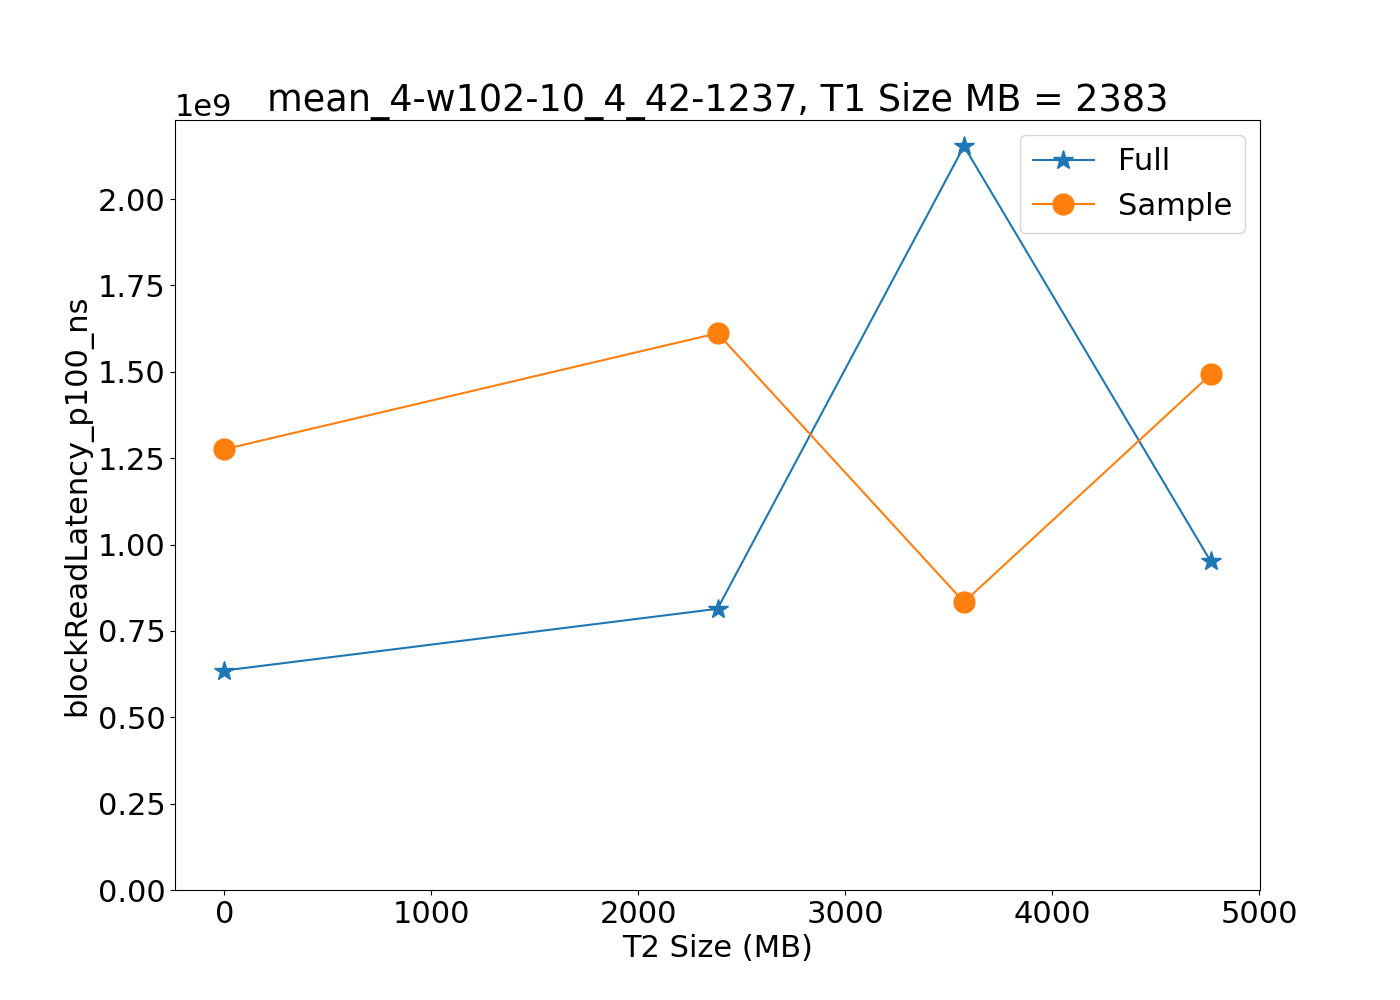 1e9
mean_4-w102-10_4_42-1237, T1 Size MB = 2383
Full
Sample
2.00
1.75
1.50
1.25
1.00
0.75
0.50
0.25
0.00
blockReadLatency_p100_ns
0 1000 2000 3000 4000 5000
T2 Size (MB)